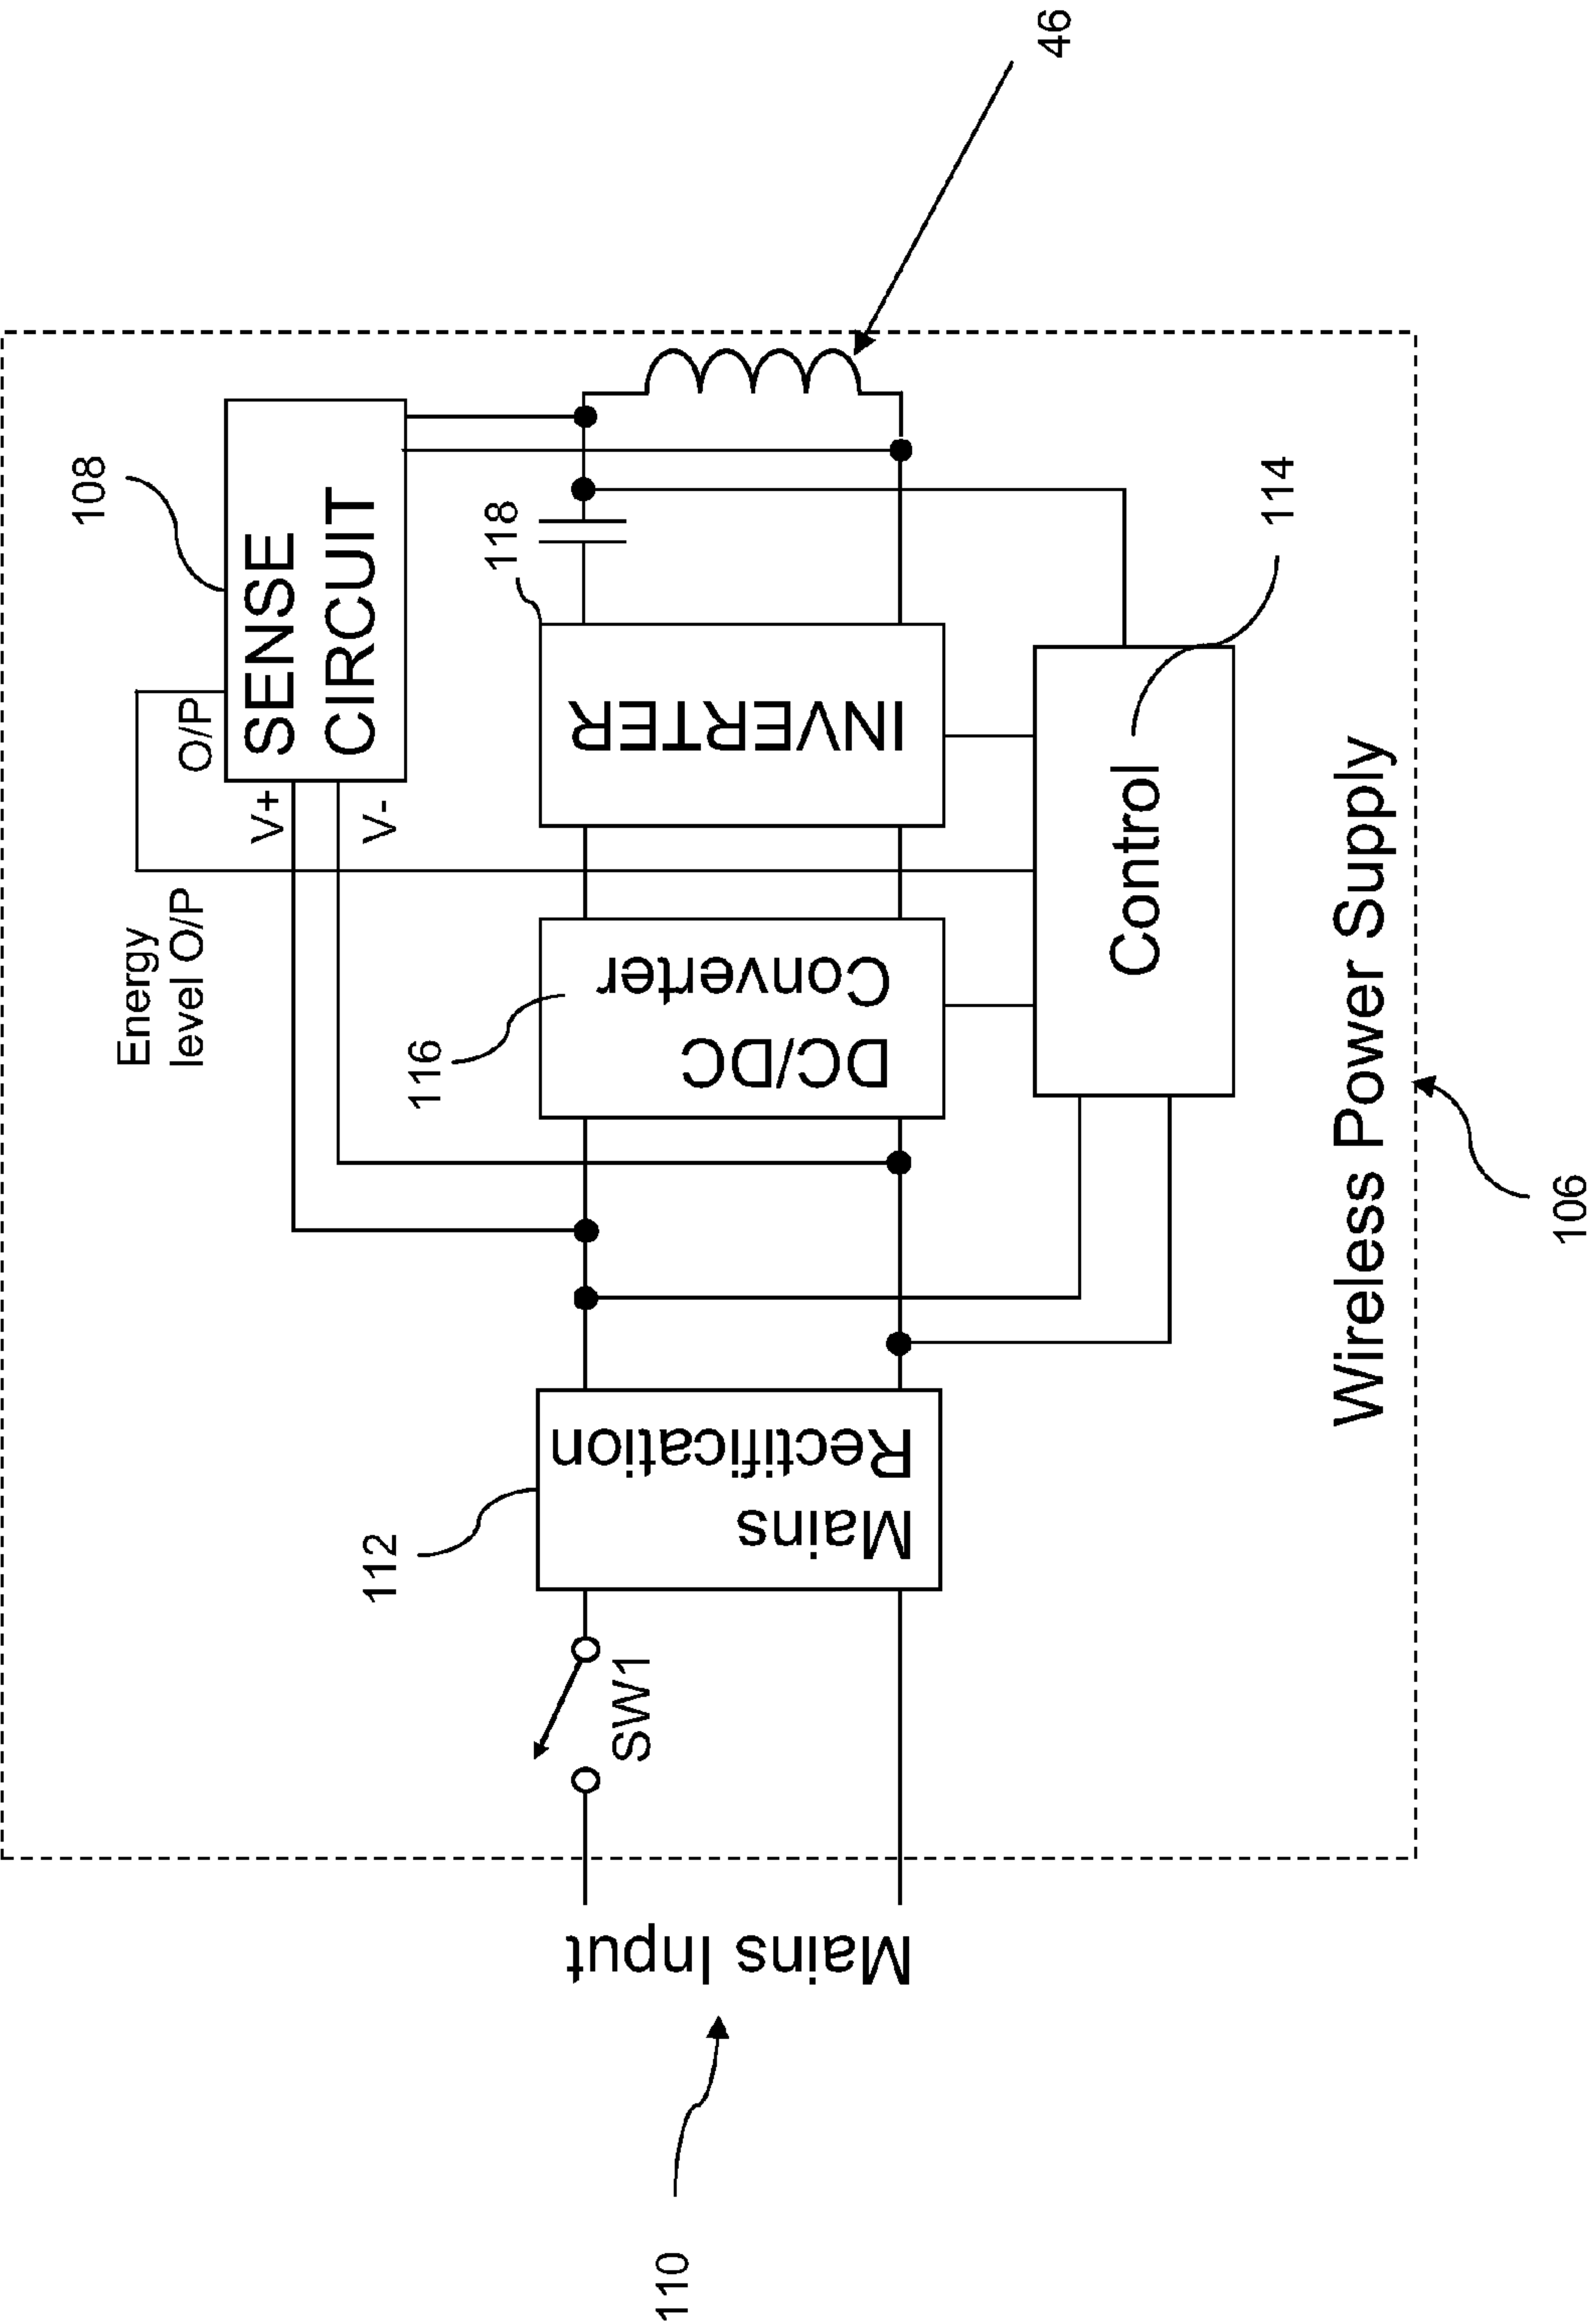 46
108
SENSE
CIRCUIT
O/P
V+
V-
Energy
level O/P
118
INVERTER
116
DC/DC
Converter
114
Control
112
Mains
Rectification
SW1
Mains Input
110
Wireless Power Supply
106